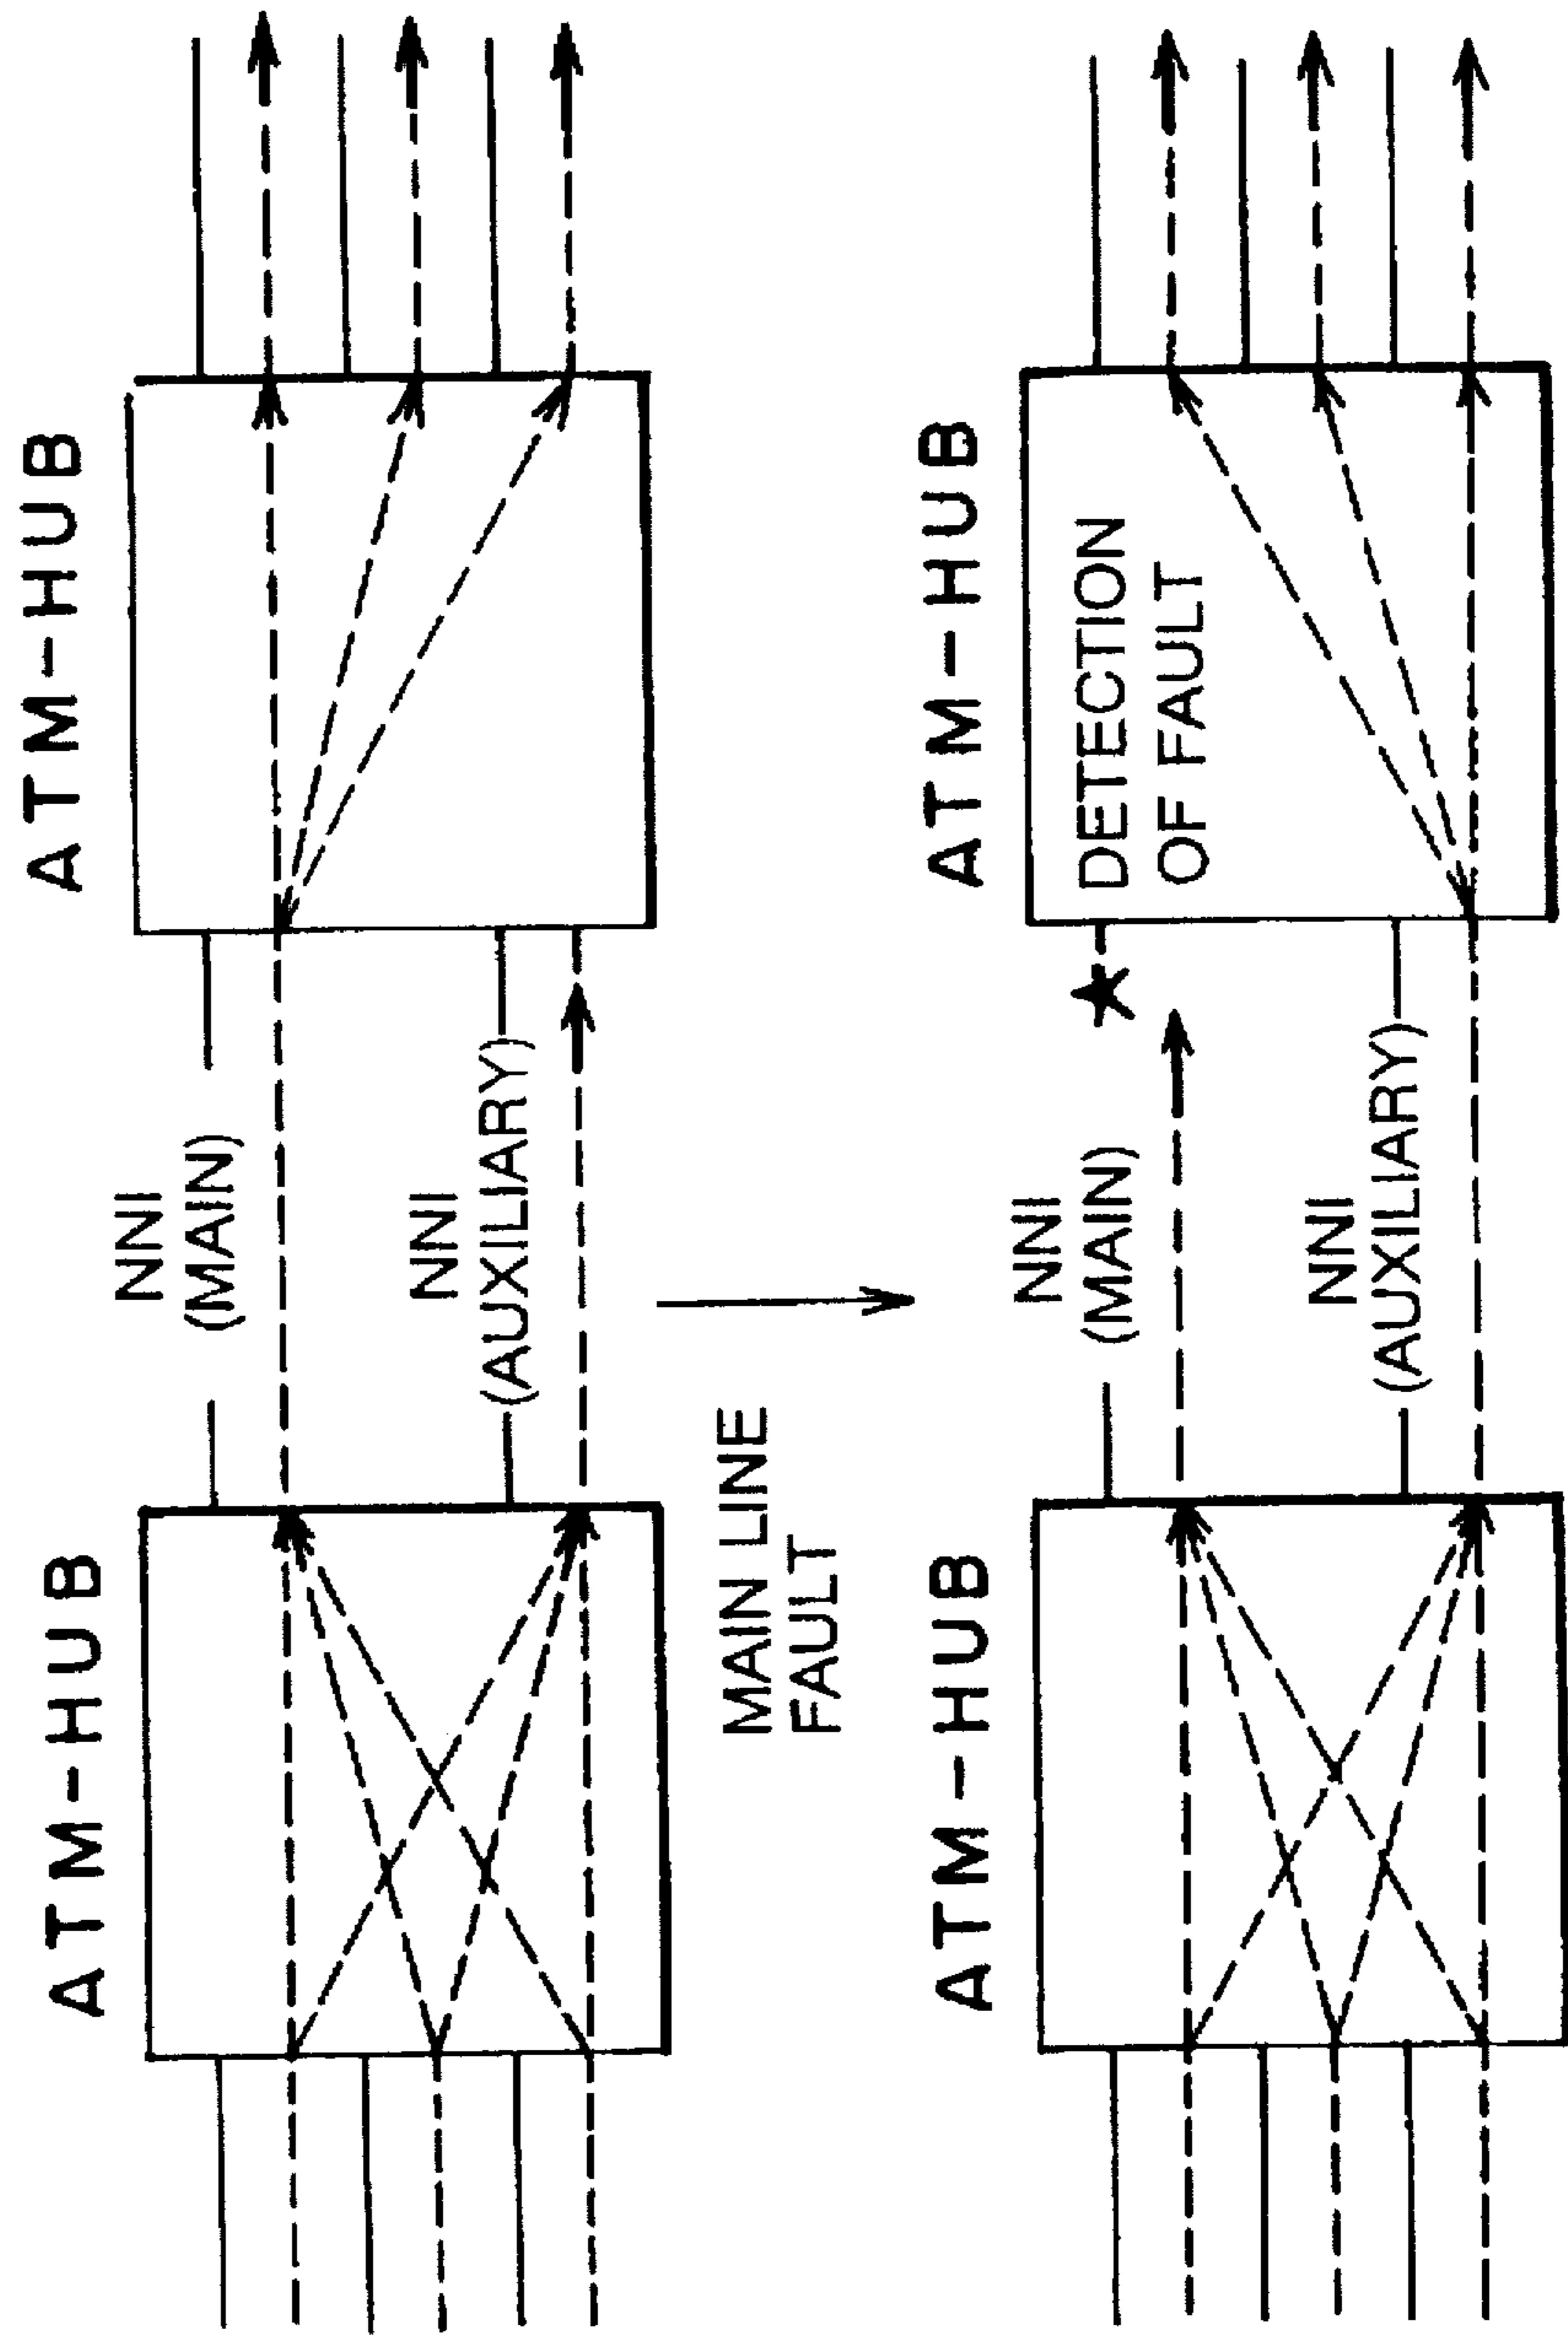 ATM-HUB
ATM-HUB
NNI
(MAIN)
NNI
(AUXILIARY)
MAIN LINE
FAULT
ATM-HUB
ATM-HUB
NNI
(MAIN)
DETECTION
OF FAULT
NNI
(AUXILIARY)